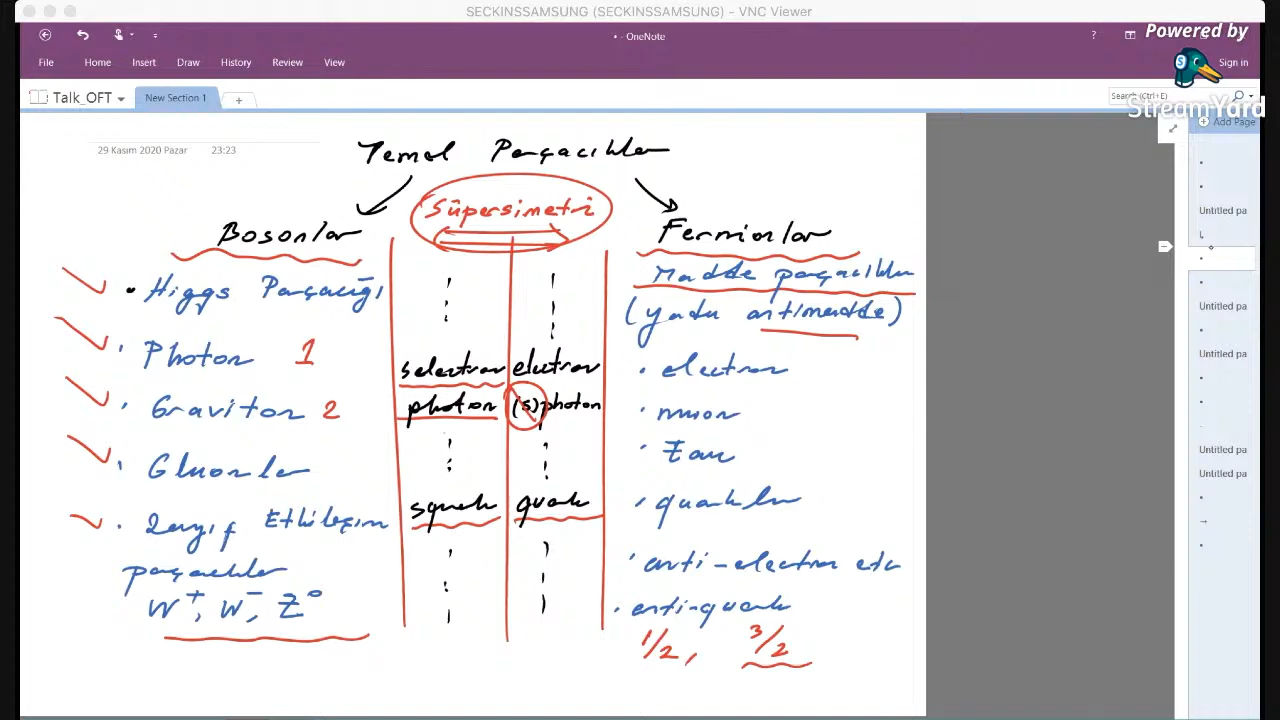 SECKINSSAMSUNG (SECKINSSAMSUNG) - VNC Viewer
Powered by
StreamYard
• - OneNote
?
Sign in
File Home Insert Draw History Review View
Talk_OFT
New Section 1
+
Search (Ctrl+E)
Add Page
29 Kasım 2020 Pazar 23:23
Temel Parçacıklar
Süpersimetri
Bosonlar
Fermionlar
Madde parçacıkları
(yada antimadde)
• Higgs Parçacığı
• Photon 1
• Graviton 2
• Gluonlar
• Zayıf Etkileşim
parçacıkları
W+, W-, Z0
selectron electron
photon (s)photon
squark quark
• electron
• muon
• tau
• quarklar
• anti-electron etc
• anti-quark
1/2, 3/2
Untitled pa
Untitled pa
Untitled pa
Untitled pa
Untitled pa